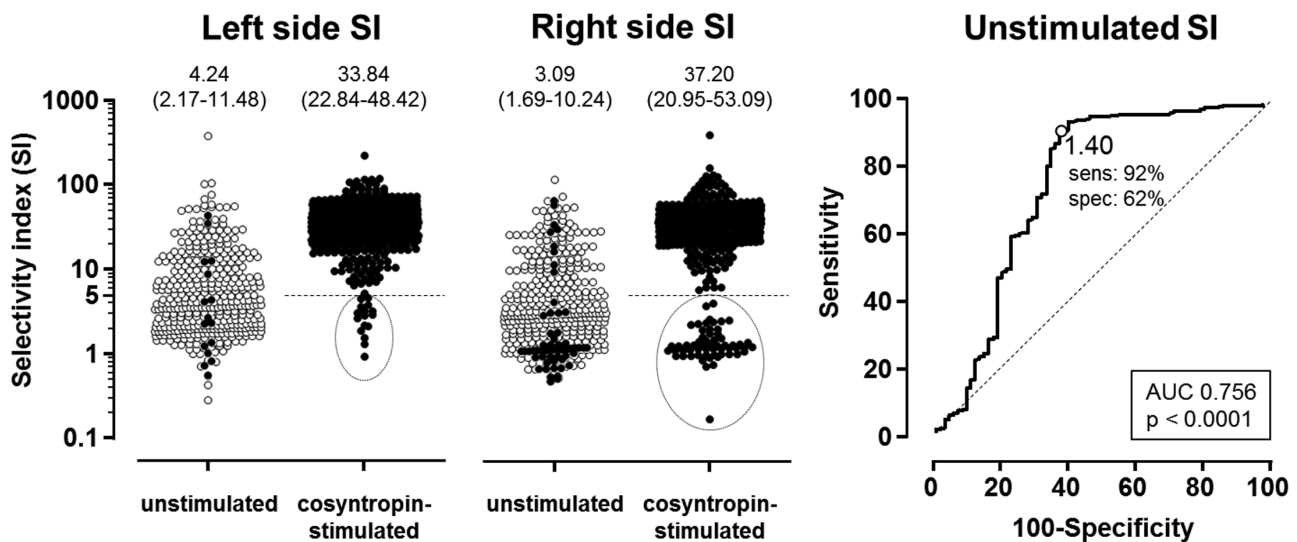 Left side SI
Right side SI
Unstimulated SI
4.24
(2.17-11.48)
33.84
(22.84-48.42)
3.09
(1.69-10.24)
37.20
(20.95-53.09)
Selectivity index (SI)
1000
100
10
5
1
0.1
unstimulated
cosyntropin-
stimulated
unstimulated
cosyntropin-
stimulated
Sensitivity
100
80
60
40
20
0
1.40
sens: 92%
spec: 62%
AUC 0.756
p < 0.0001
0
20
40
60
80
100
100-Specificity